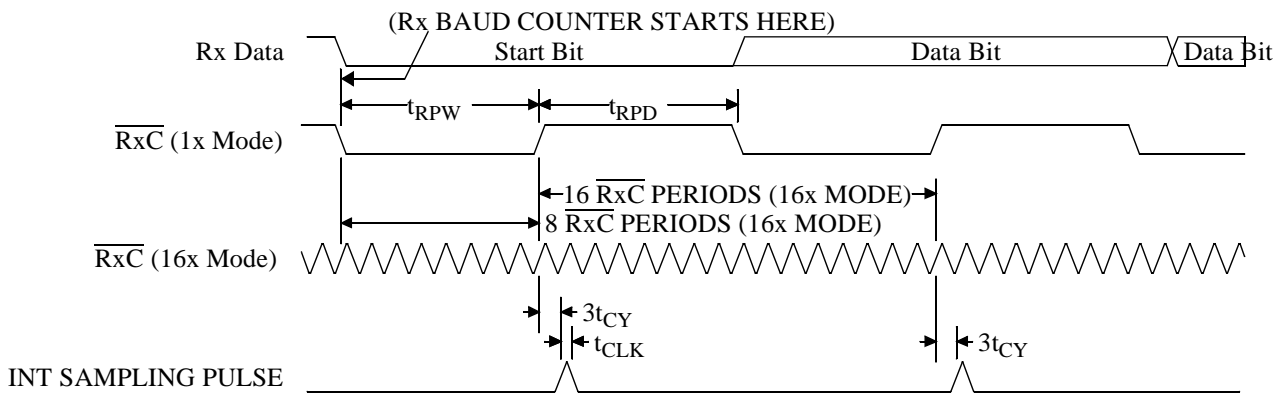 (Rx BAUD COUNTER STARTS HERE)
Rx Data
Start Bit
Data Bit
Data Bit
tRPW
tRPD
RxC (1x Mode)
16 RxC PERIODS (16x MODE)
8 RxC PERIODS (16x MODE)
RxC (16x Mode)
3tCY
tCLK
3tCY
INT SAMPLING PULSE